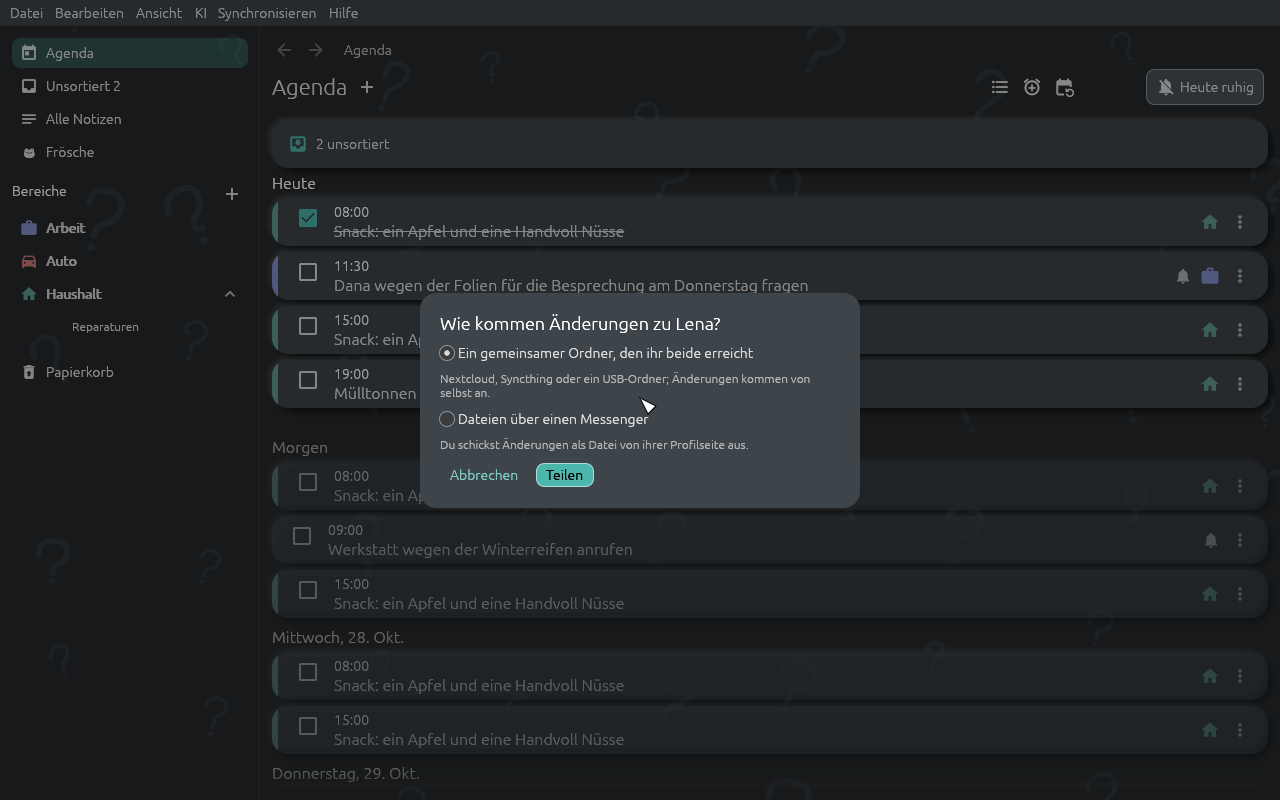 Datei Bearbeiten Ansicht KI Synchronisieren Hilfe
Agenda
Unsortiert 2
Alle Notizen
Frösche
Bereiche
Arbeit
Auto
Haushalt
Reparaturen
Papierkorb
Agenda
Agenda
Heute ruhig
2 unsortiert
Heute
08:00
Snack: ein Apfel und eine Handvoll Nüsse
11:30
Dana wegen der Folien für die Besprechung am Donnerstag fragen
15:00
Snack: ein
19:00
Mülltonnen
Morgen
08:00
Snack: ein
09:00
Werkstatt wegen der Winterreifen anrufen
15:00
Snack: ein Apfel und eine Handvoll Nüsse
Mittwoch, 28. Okt.
08:00
Snack: ein Apfel und eine Handvoll Nüsse
15:00
Snack: ein Apfel und eine Handvoll Nüsse
Donnerstag, 29. Okt.
Wie kommen Änderungen zu Lena?
Ein gemeinsamer Ordner, den ihr beide erreicht
Nextcloud, Syncthing oder ein USB-Ordner; Änderungen kommen von
selbst an.
Dateien über einen Messenger
Du schickst Änderungen als Datei von ihrer Profilseite aus.
Abbrechen
Teilen